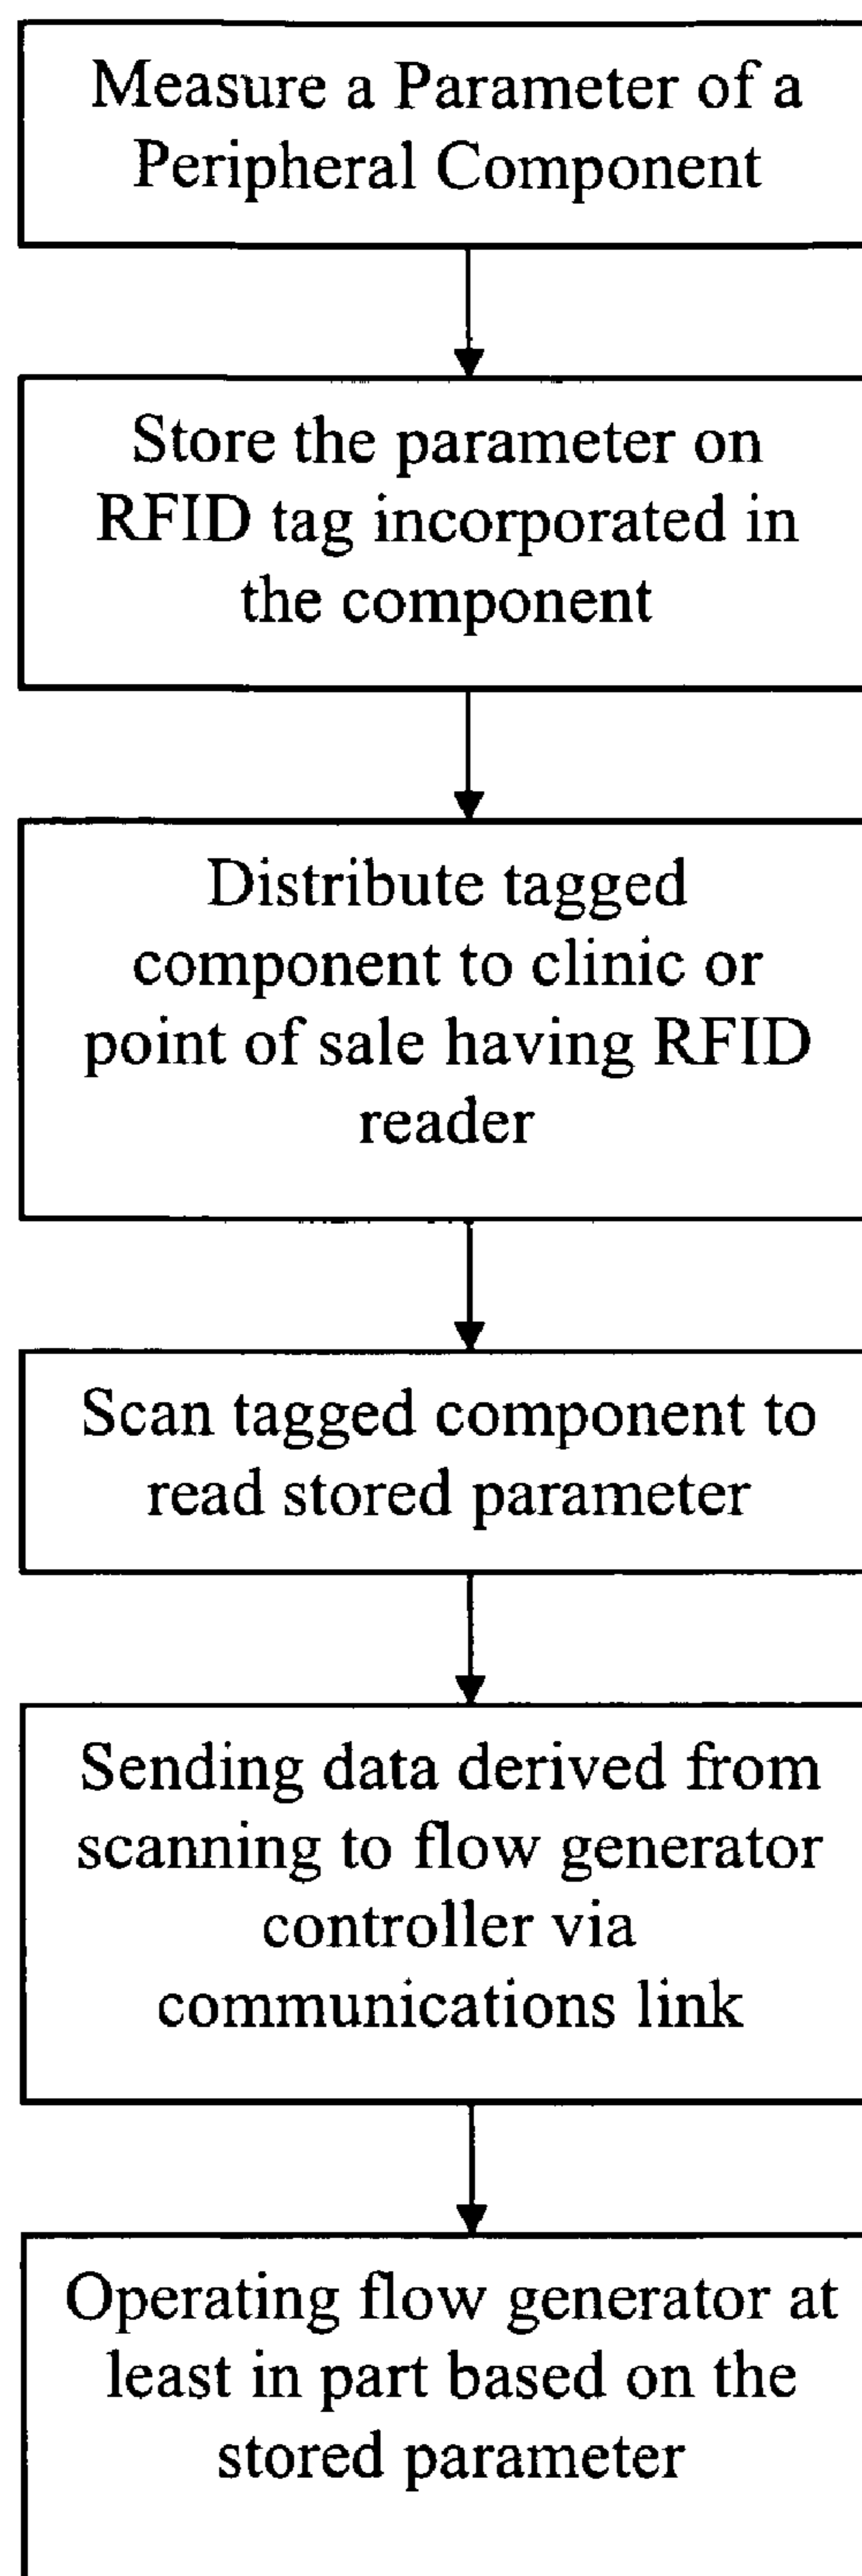 Measure a Parameter of a
Peripheral Component
Store the parameter on
RFID tag incorporated in
the component
Distribute tagged
component to clinic or
point of sale having RFID
reader
Scan tagged component to
read stored parameter
Sending data derived from
scanning to flow generator
controller via
communications link
Operating flow generator at
least in part based on the
stored parameter